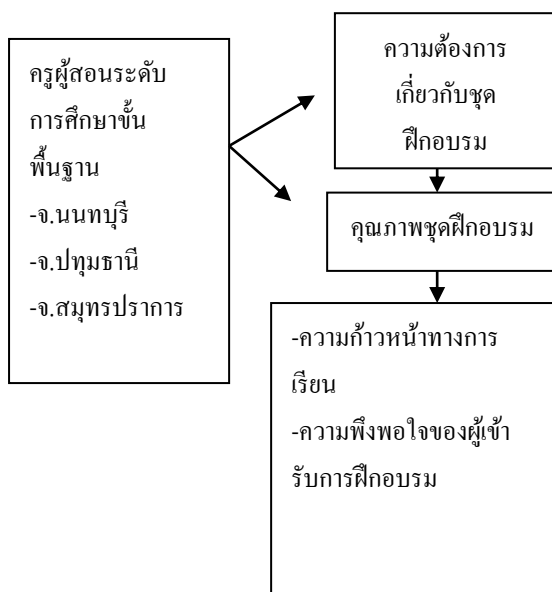 ครูผู้สอนระดับ
การศึกษาขั้น
พื้นฐาน
-จ.นนทบุรี
-จ.ปทุมธานี
-จ.สมุทรปราการ
ความต้องการ
เกี่ยวกับชุด
ฝึกอบรม
คุณภาพชุดฝึกอบรม
-ความก้าวหน้าทางการ
เรียน
-ความพึงพอใจของผู้เข้า
รับการฝึกอบรม